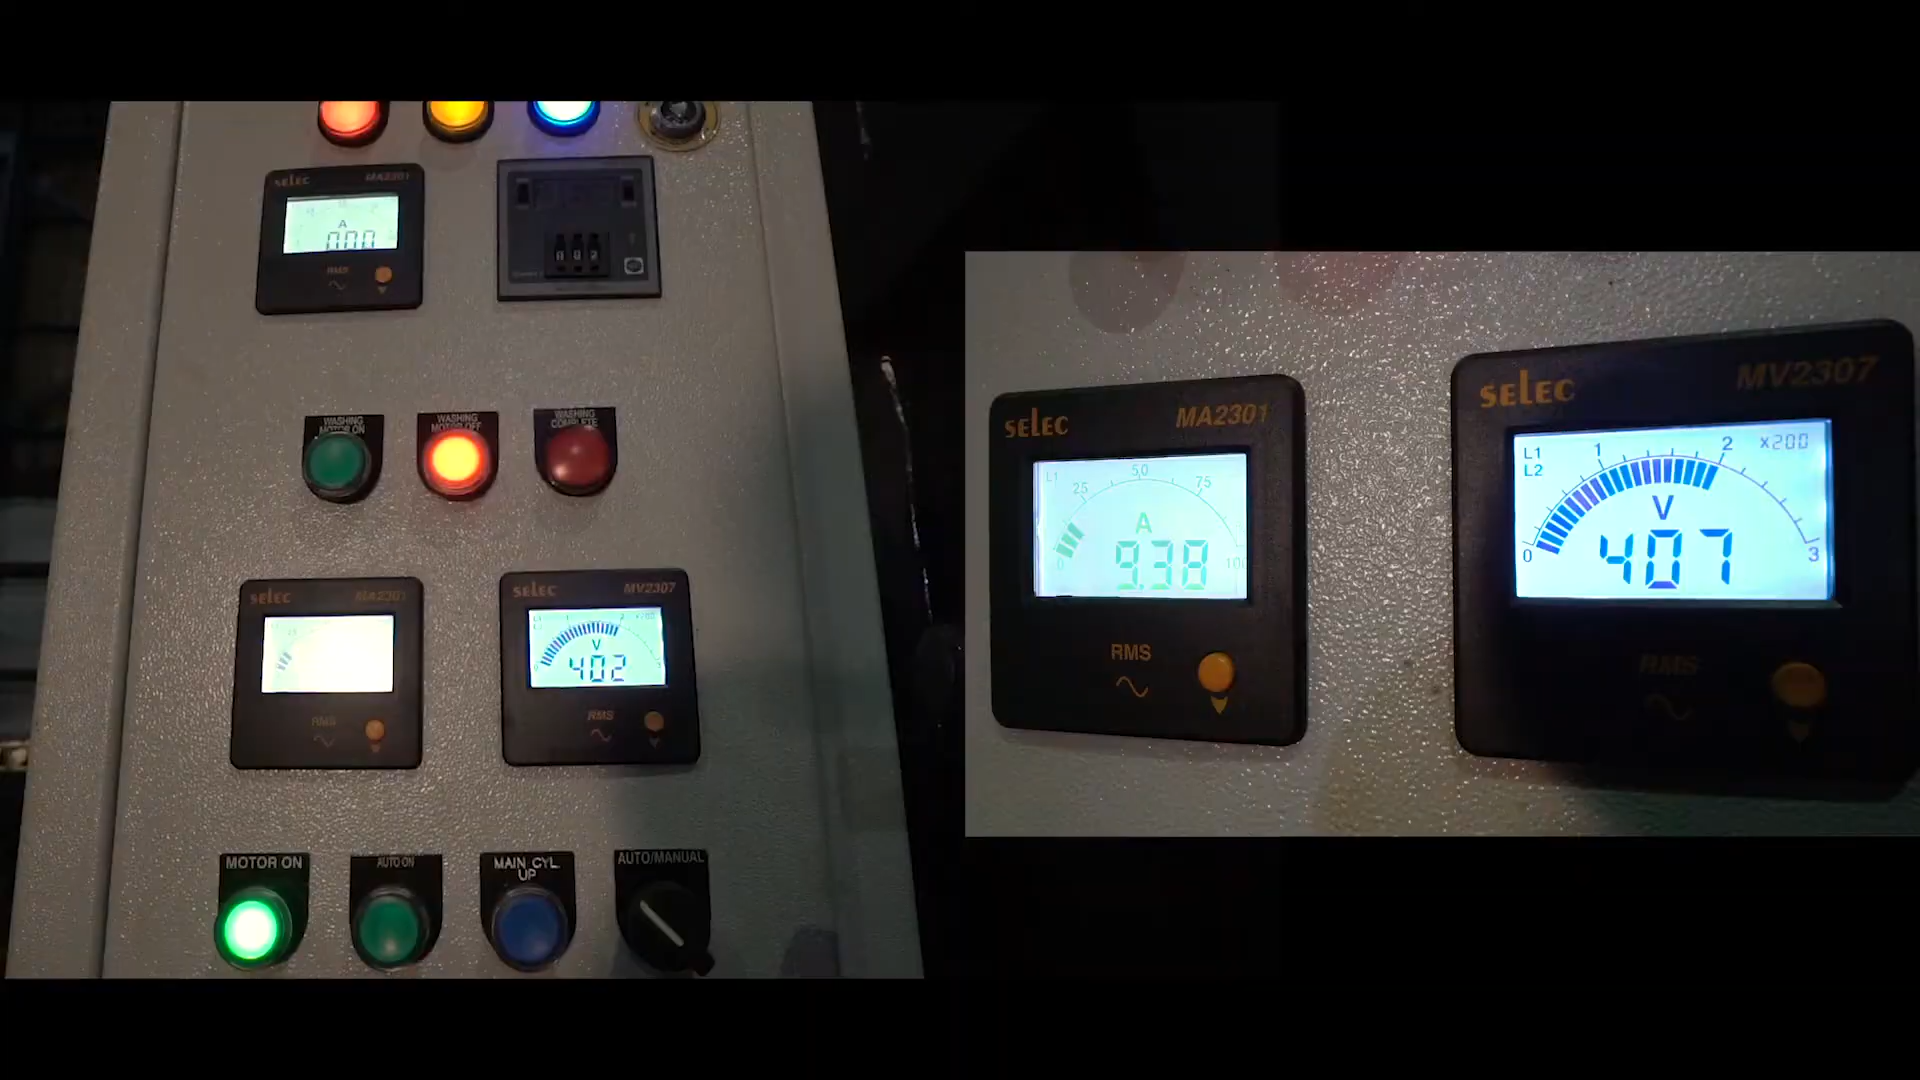 selec MA2301
A
0.00
RMS
WASHING MOTOR ON
WASHING MOTOR OFF
WASHING COMPLETE
selec MA2301
RMS
selec MV2307
V
402
RMS
MOTOR ON
AUTO ON
MAIN CYL. UP
AUTO/MANUAL
selec MA2301
L1
0 25 50 75 100
A
9.38
RMS
selec MV2307
L1
L2
0 1 2 3
x200
V
407
RMS